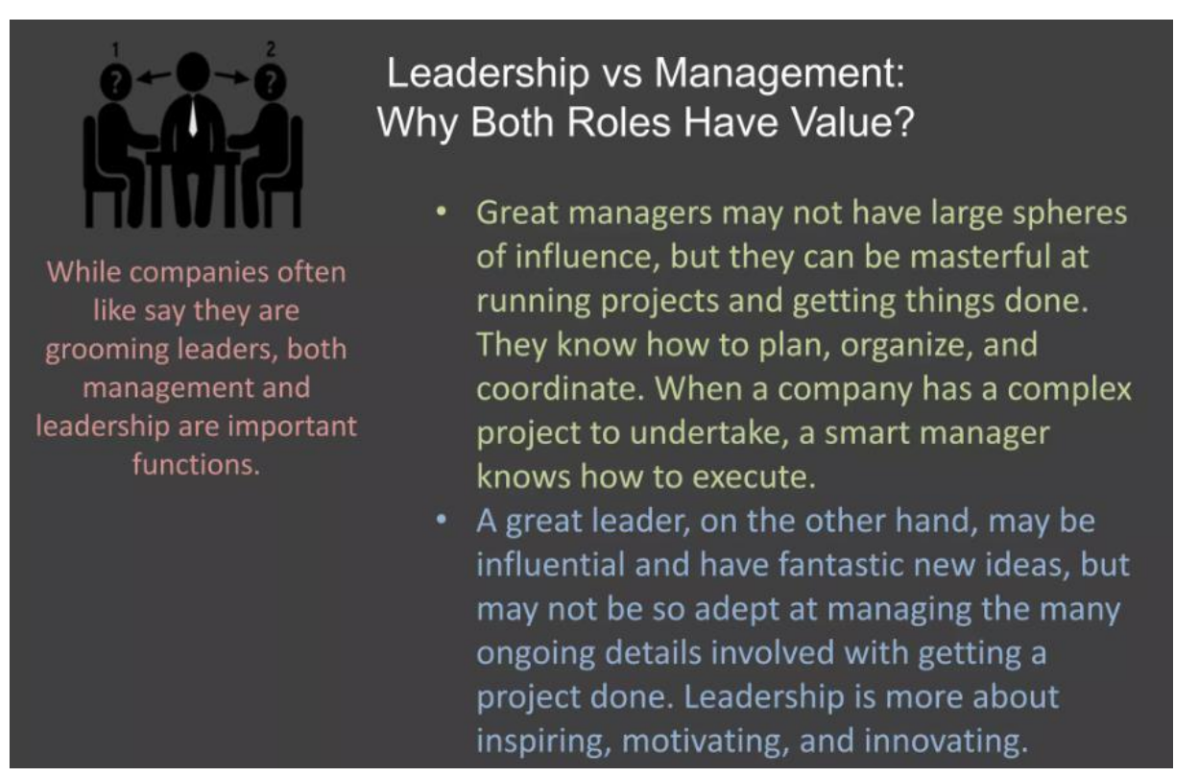 1 2
? ?
Leadership vs Management:
Why Both Roles Have Value?
While companies often
like say they are
grooming leaders, both
management and
leadership are important
functions.
• Great managers may not have large spheres
of influence, but they can be masterful at
running projects and getting things done.
They know how to plan, organize, and
coordinate. When a company has a complex
project to undertake, a smart manager
knows how to execute.
• A great leader, on the other hand, may be
influential and have fantastic new ideas, but
may not be so adept at managing the many
ongoing details involved with getting a
project done. Leadership is more about
inspiring, motivating, and innovating.